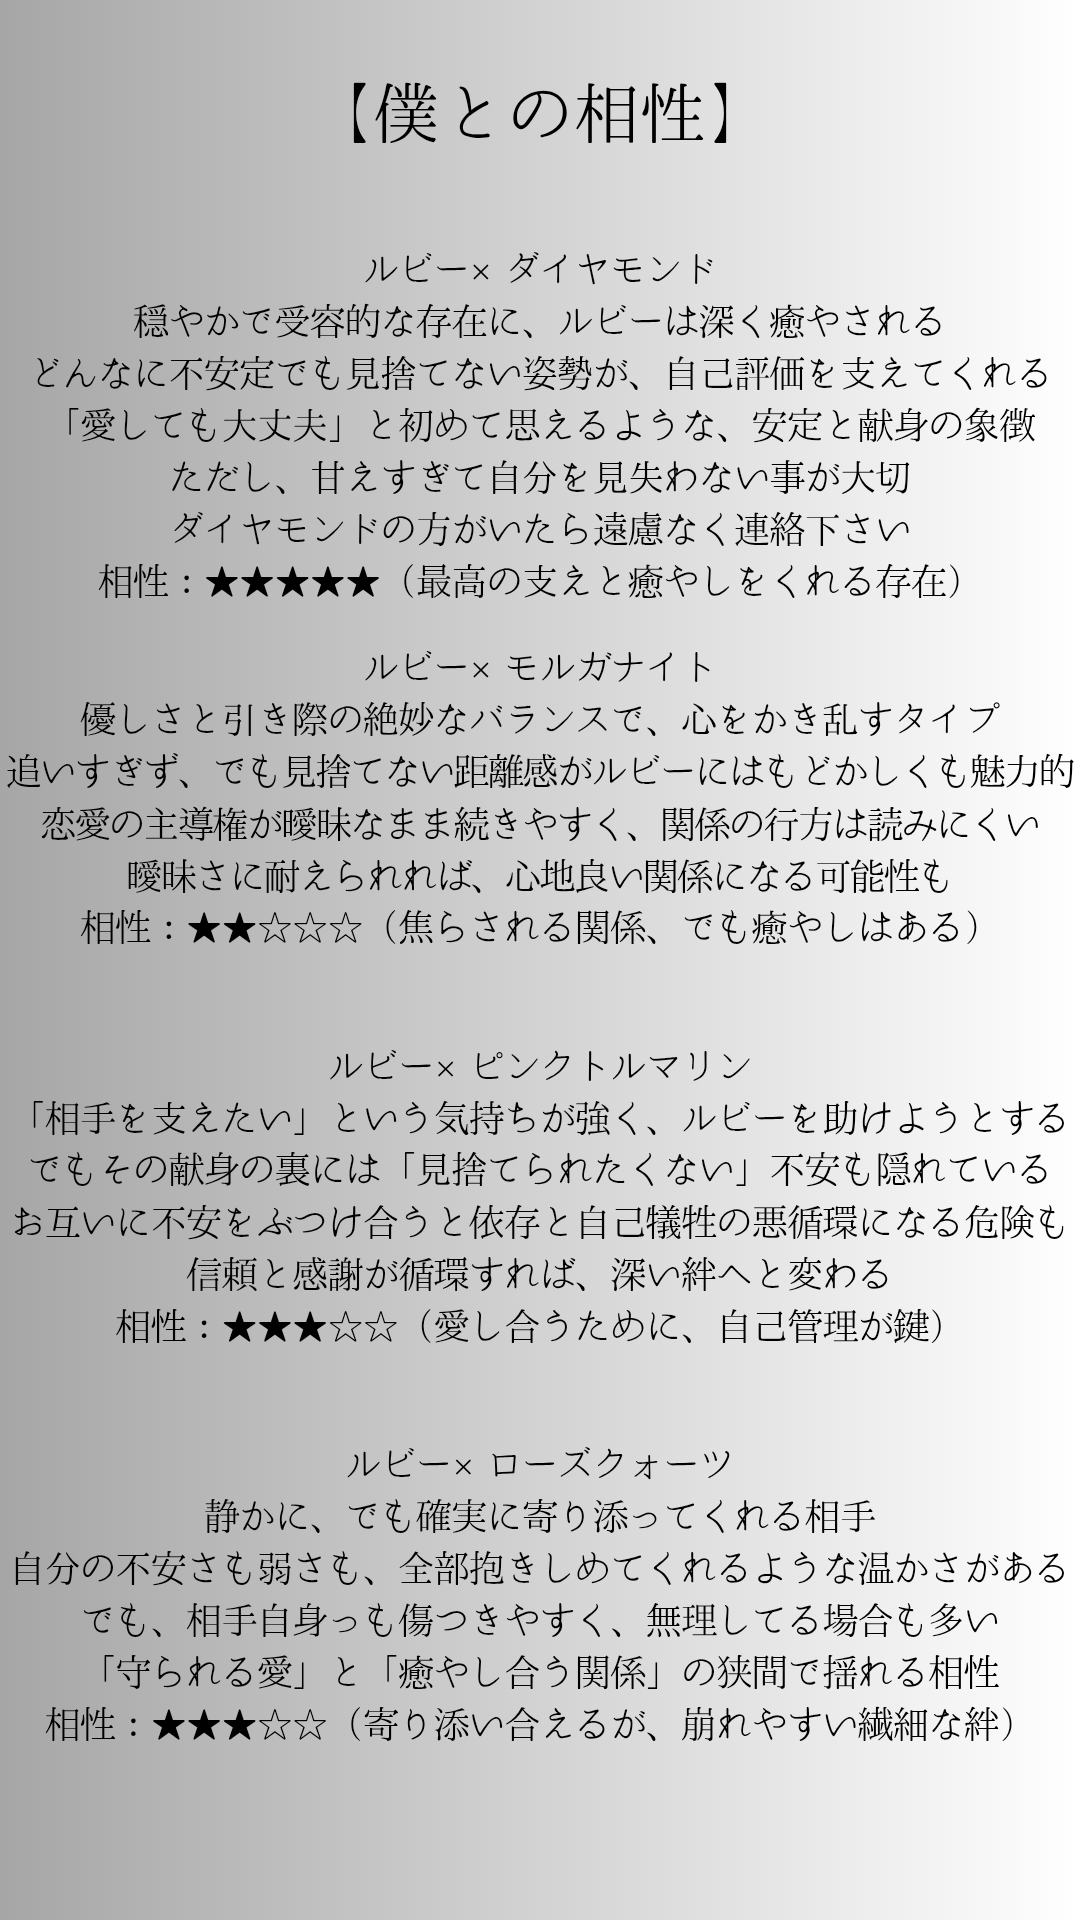 【僕との相性】
ルビー× ダイヤモンド
穏やかで受容的な存在に、ルビーは深く癒やされる
どんなに不安定でも見捨てない姿勢が、自己評価を支えてくれる
「愛しても大丈夫」と初めて思えるような、安定と献身の象徴
ただし、甘えすぎて自分を見失わない事が大切
ダイヤモンドの方がいたら遠慮なく連絡下さい
相性：★★★★★（最高の支えと癒やしをくれる存在）
ルビー× モルガナイト
優しさと引き際の絶妙なバランスで、心をかき乱すタイプ
追いすぎず、でも見捨てない距離感がルビーにはもどかしくも魅力的
恋愛の主導権が曖昧なまま続きやすく、関係の行方は読みにくい
曖昧さに耐えられれば、心地良い関係になる可能性も
相性：★★☆☆☆（焦らされる関係、でも癒やしはある）
ルビー× ピンクトルマリン
「相手を支えたい」という気持ちが強く、ルビーを助けようとする
でもその献身の裏には「見捨てられたくない」不安も隠れている
お互いに不安をぶつけ合うと依存と自己犠牲の悪循環になる危険も
信頼と感謝が循環すれば、深い絆へと変わる
相性：★★★☆☆（愛し合うために、自己管理が鍵）
ルビー× ローズクォーツ
静かに、でも確実に寄り添ってくれる相手
自分の不安さも弱さも、全部抱きしめてくれるような温かさがある
でも、相手自身っも傷つきやすく、無理してる場合も多い
「守られる愛」と「癒やし合う関係」の狭間で揺れる相性
相性：★★★☆☆（寄り添い合えるが、崩れやすい繊細な絆）